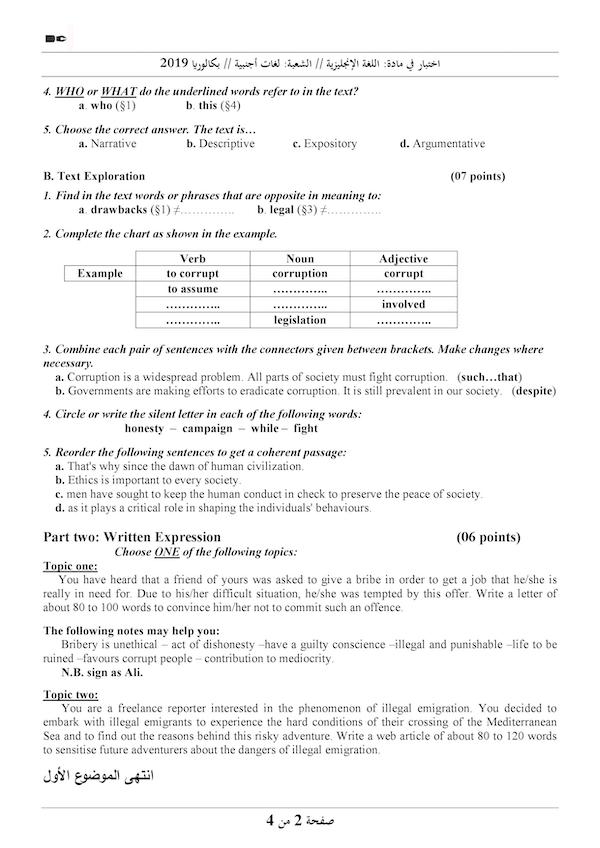 اختبار في مادة: اللغة الإنجليزية // الشعبة: لغات أجنبية // بكالوريا 2019
4. WHO or WHAT do the underlined words refer to in the text?
a. who (§1) b. this (§4)
5. Choose the correct answer. The text is…
a. Narrative b. Descriptive c. Expository d. Argumentative
B. Text Exploration (07 points)
1. Find in the text words or phrases that are opposite in meaning to:
a. drawbacks (§1) ≠………….. b. legal (§3) ≠…………..
2. Complete the chart as shown in the example.
Verb Noun Adjective
Example to corrupt corruption corrupt
to assume ………….. …………..
………….. ………….. involved
………….. legislation …………..
3. Combine each pair of sentences with the connectors given between brackets. Make changes where
necessary.
a. Corruption is a widespread problem. All parts of society must fight corruption. (such…that)
b. Governments are making efforts to eradicate corruption. It is still prevalent in our society. (despite)
4. Circle or write the silent letter in each of the following words:
honesty – campaign – while – fight
5. Reorder the following sentences to get a coherent passage:
a. That's why since the dawn of human civilization.
b. Ethics is important to every society.
c. men have sought to keep the human conduct in check to preserve the peace of society.
d. as it plays a critical role in shaping the individuals' behaviours.
Part two: Written Expression (06 points)
Choose ONE of the following topics:
Topic one:
You have heard that a friend of yours was asked to give a bribe in order to get a job that he/she is
really in need for. Due to his/her difficult situation, he/she was tempted by this offer. Write a letter of
about 80 to 100 words to convince him/her not to commit such an offence.
The following notes may help you:
Bribery is unethical – act of dishonesty –have a guilty conscience –illegal and punishable –life to be
ruined –favours corrupt people – contribution to mediocrity.
N.B. sign as Ali.
Topic two:
You are a freelance reporter interested in the phenomenon of illegal emigration. You decided to
embark with illegal emigrants to experience the hard conditions of their crossing of the Mediterranean
Sea and to find out the reasons behind this risky adventure. Write a web article of about 80 to 120 words
to sensitise future adventurers about the dangers of illegal emigration.
انتهى الموضوع الأول
صفحة 2 من 4